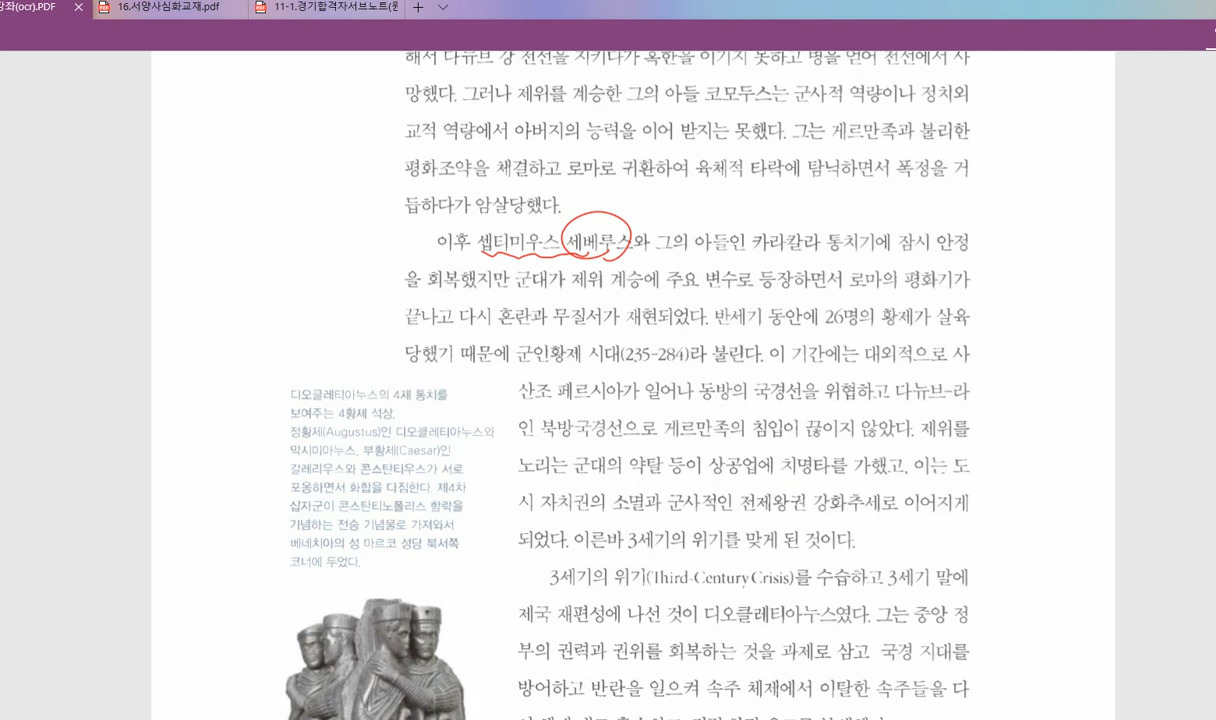 강좌(ocr).PDF
16.서양사심화교재.pdf
11-1.경기합격자서브노트(
해서 다뉴브 강 전선을 지키다가 혹한을 이기지 못하고 병을 얻어 전선에서 사
망했다. 그러나 제위를 계승한 그의 아들 코모두스는 군사적 역량이나 정치외
교적 역량에서 아버지의 능력을 이어 받지는 못했다. 그는 게르만족과 불리한
평화조약을 체결하고 로마로 귀환하여 육체적 타락에 탐닉하면서 폭정을 거
듭하다가 암살당했다.
이후 셉티미우스 세베루스와 그의 아들인 카라칼라 통치기에 잠시 안정
을 회복했지만 군대가 제위 계승에 주요 변수로 등장하면서 로마의 평화기가
끝나고 다시 혼란과 무질서가 재현되었다. 반세기 동안에 26명의 황제가 살육
당했기 때문에 군인황제 시대(235-284)라 불린다. 이 기간에는 대외적으로 사
산조 페르시아가 일어나 동방의 국경선을 위협하고 다뉴브-라
인 북방국경선으로 게르만족의 침입이 끊이지 않았다. 제위를
노리는 군대의 약탈 등이 상공업에 치명타를 가했고, 이는 도
시 자치권의 소멸과 군사적인 전제왕권 강화추세로 이어지게
되었다. 이른바 3세기의 위기를 맞게 된 것이다.
3세기의 위기(Third-Century Crisis)를 수습하고 3세기 말에
제국 재편성에 나선 것이 디오클레티아누스였다. 그는 중앙 정
부의 권력과 권위를 회복하는 것을 과제로 삼고 국경 지대를
방어하고 반란을 일으켜 속주 체제에서 이탈한 속주들을 다
디오클레티아누스의 4제 통치를
보여주는 4황제 석상.
정황제(Augustus)인 디오클레티아누스와
막시미아누스, 부황제(Caesar)인
갈레리우스와 콘스탄티우스가 서로
포옹하면서 화합을 다짐한다. 제4차
십자군이 콘스탄티노폴리스 함락을
기념하는 전승 기념물로 가져와서
베네치아의 성 마르코 성당 북서쪽
코너에 두었다.